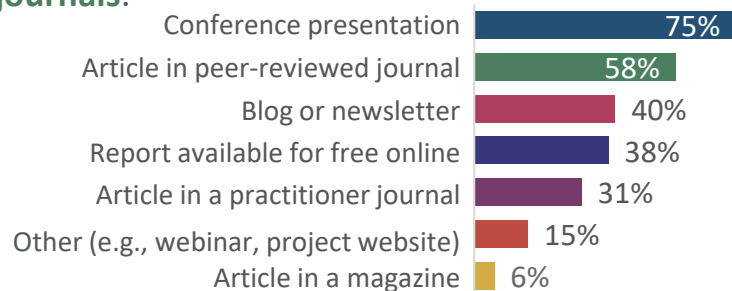 journals.
Conference presentation 75%
Article in peer-reviewed journal 58%
Blog or newsletter 40%
Report available for free online 38%
Article in a practitioner journal 31%
Other (e.g., webinar, project website) 15%
Article in a magazine 6%